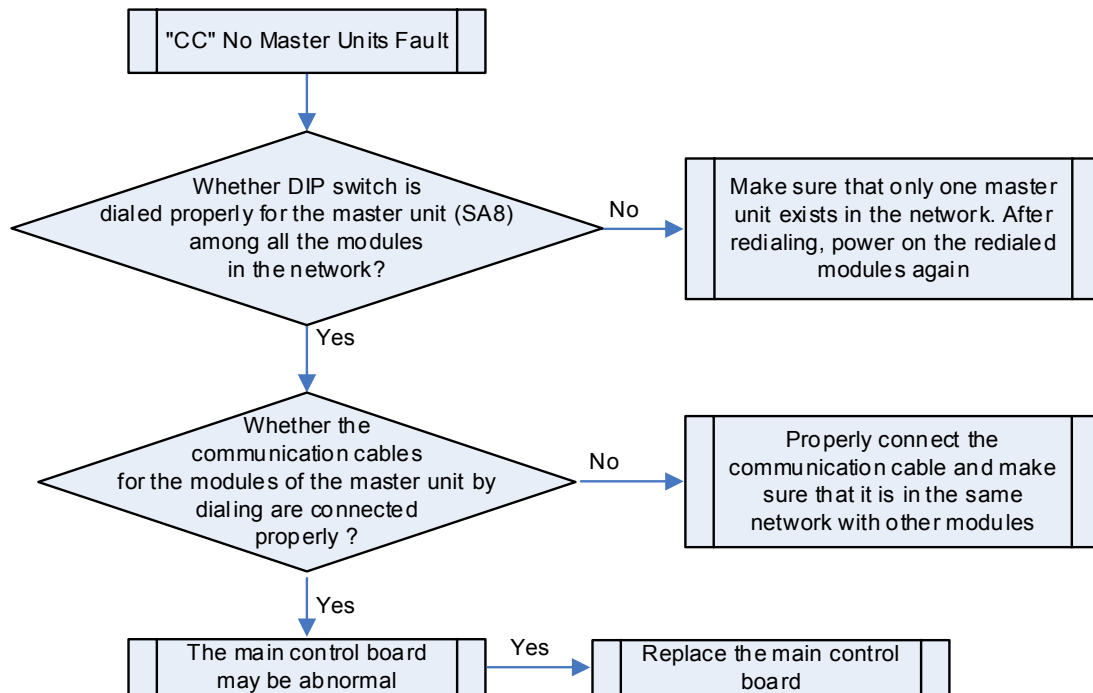 "CC" No Master Units Fault
Whether DIP switch is
dialed properly for the master unit (SA8)
among all the modules
in the network?
No
Make sure that only one master
unit exists in the network. After
redialing, power on the redialed
modules again
Yes
Whether the
communication cables
for the modules of the master unit by
dialing are connected
properly ?
No
Properly connect the
communication cable and make
sure that it is in the same
network with other modules
Yes
The main control board
may be abnormal
Yes
Replace the main control
board